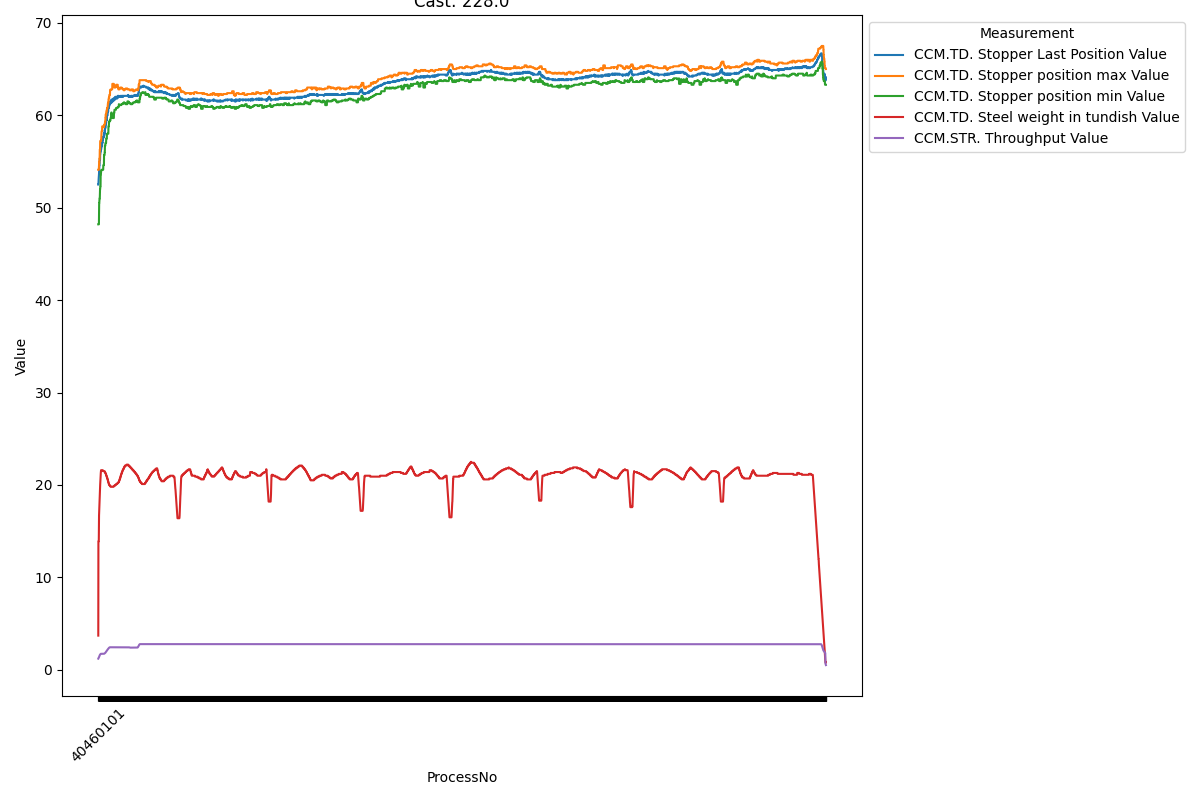 Cast: 228.0
70
60
50
40
30
20
10
0
Value
40460101
ProcessNo
Measurement
CCM.TD. Stopper Last Position Value
CCM.TD. Stopper position max Value
CCM.TD. Stopper position min Value
CCM.TD. Steel weight in tundish Value
CCM.STR. Throughput Value